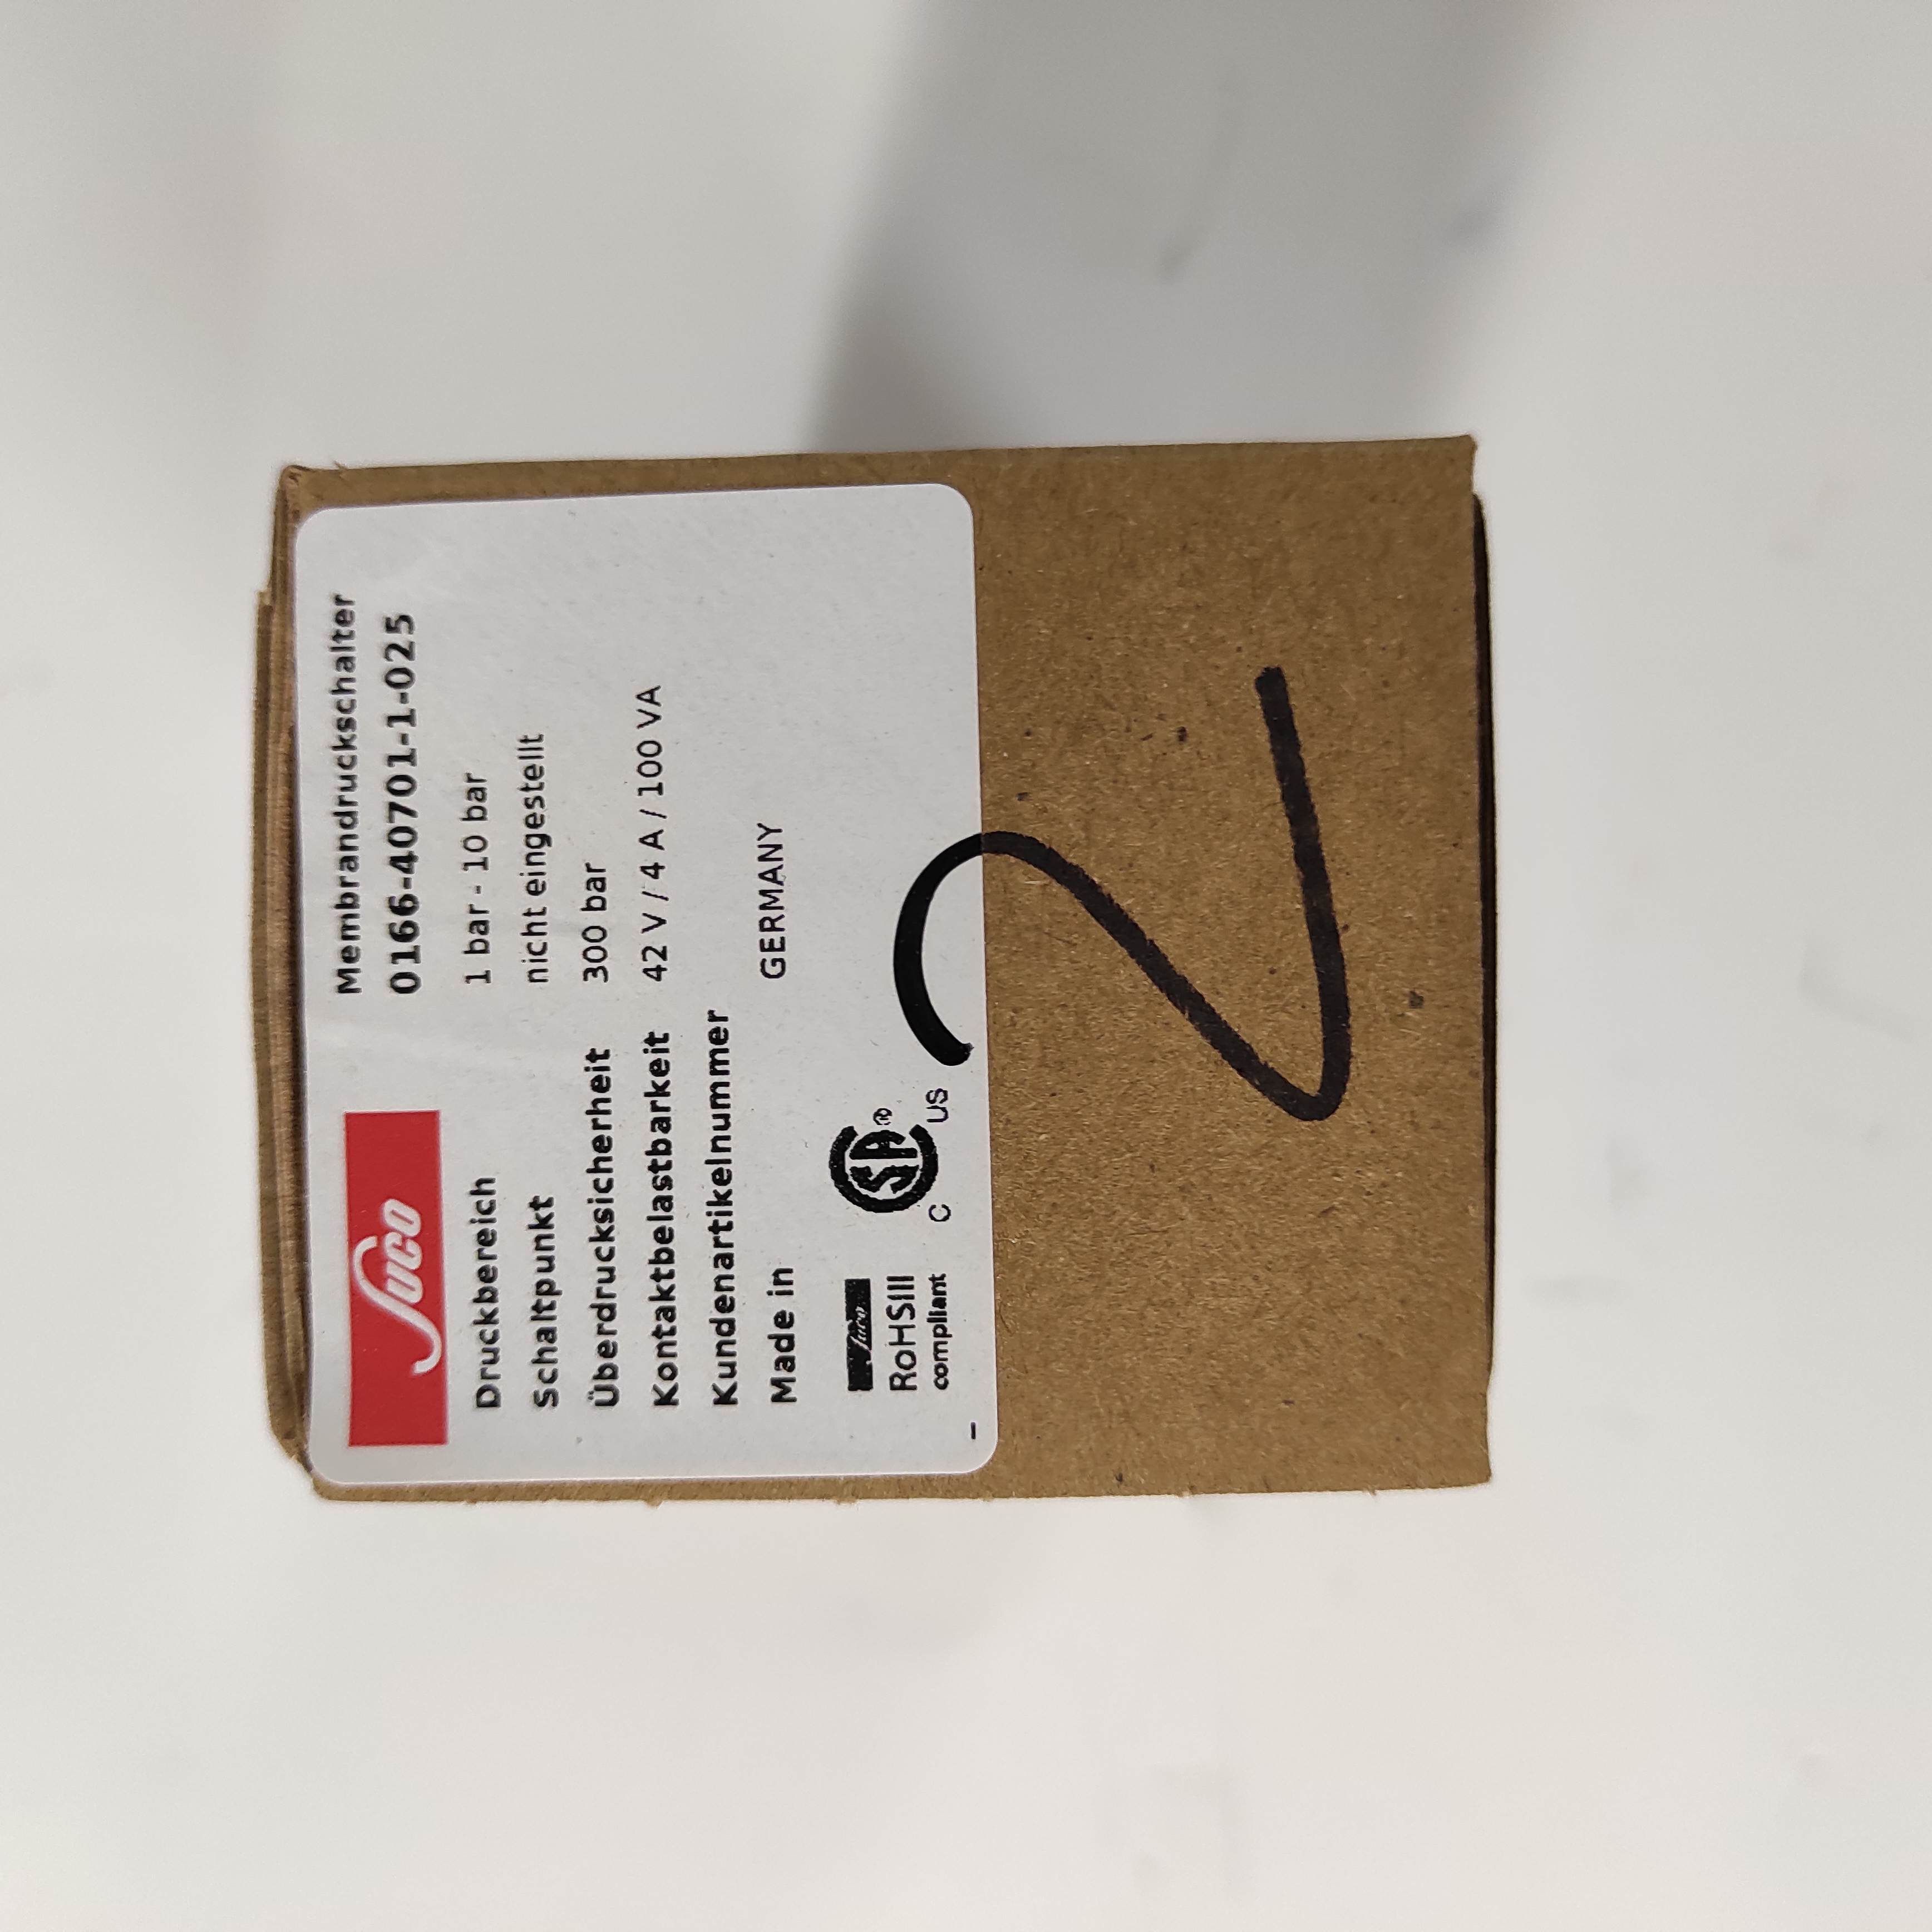 suco
Membrandruckschalter
0166-40701-1-025
Druckbereich 1 bar - 10 bar
Schaltpunkt nicht eingestellt
Überdrucksicherheit 300 bar
Kontaktbelastbarkeit 42 V / 4 A / 100 VA
Kundenartikelnummer
Made in GERMANY
suco
RoHSIII
compliant
C SA® US
-
2